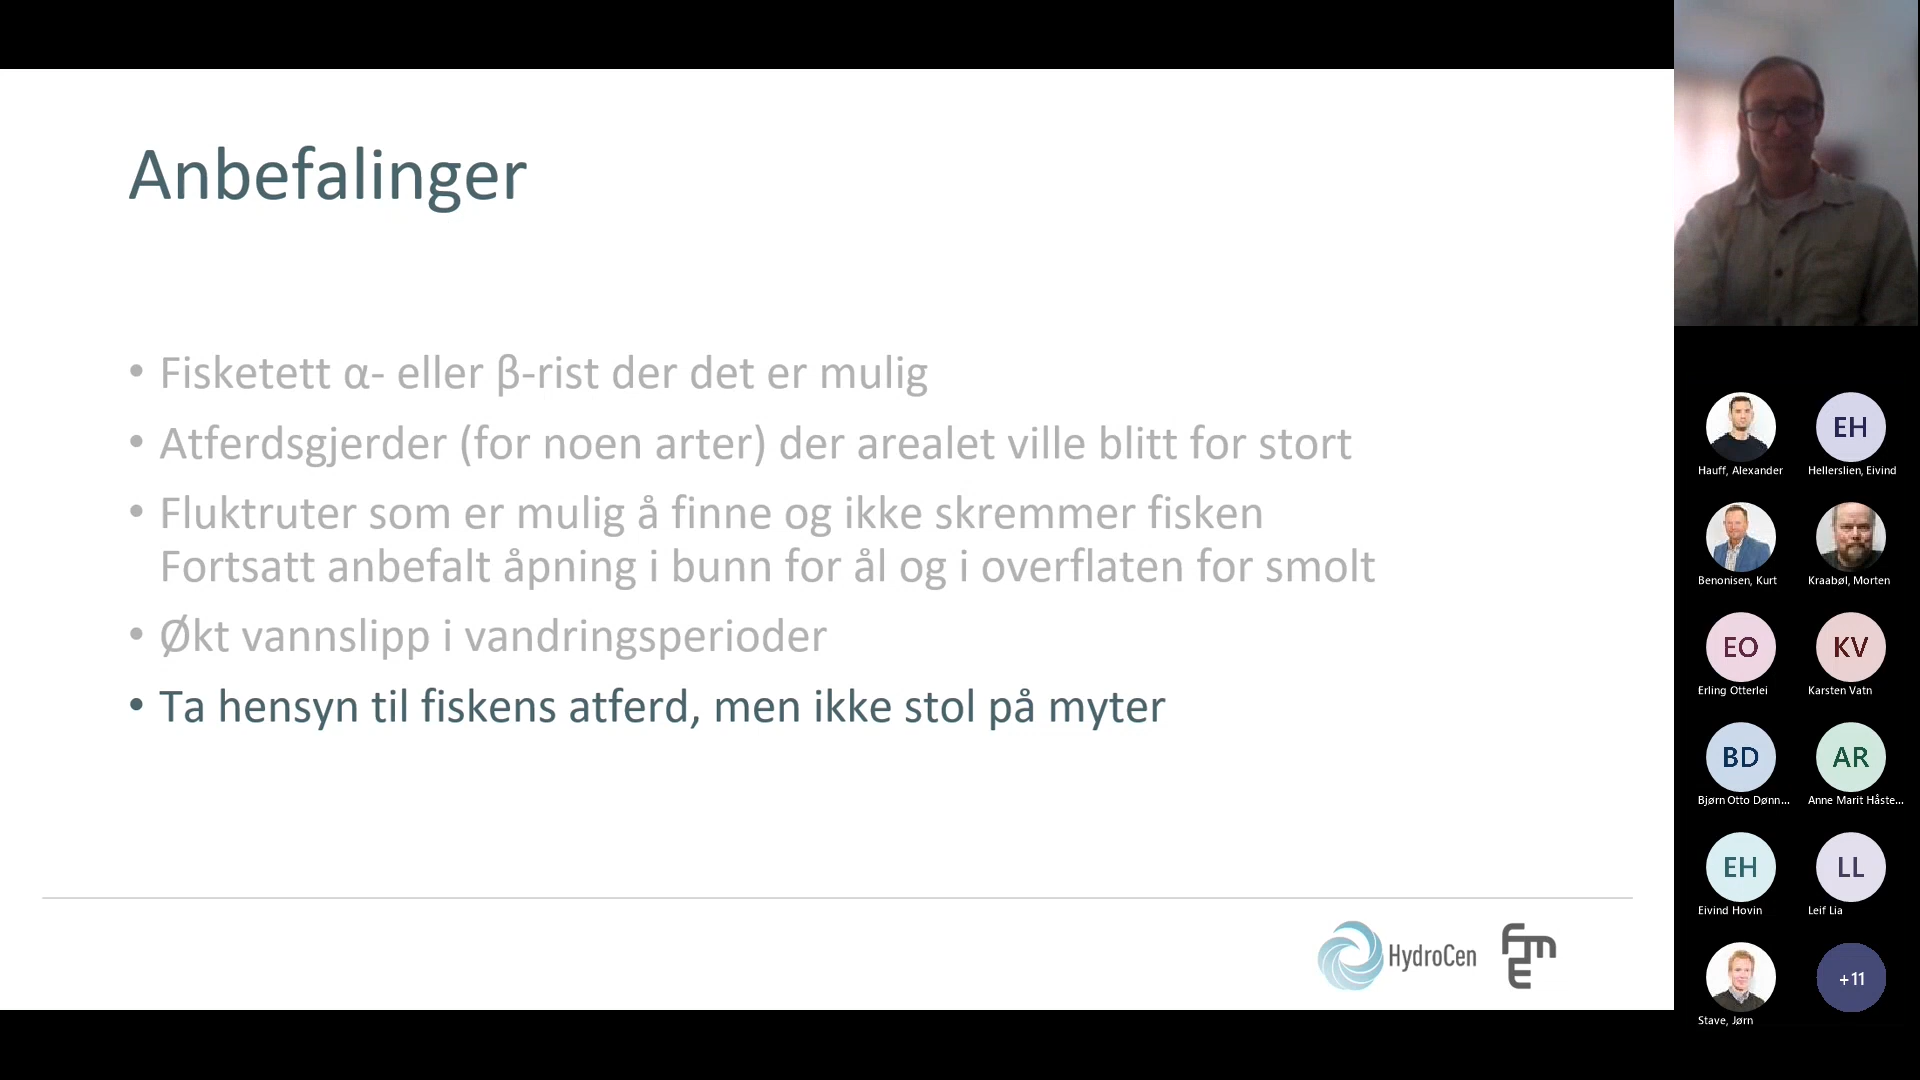 Anbefalinger
• Fisketett α- eller β-rist der det er mulig
• Atferdsgjerder (for noen arter) der arealet ville blitt for stort
• Fluktruter som er mulig å finne og ikke skremmer fisken
Fortsatt anbefalt åpning i bunn for ål og i overflaten for smolt
• Økt vannslipp i vandringsperioder
• Ta hensyn til fiskens atferd, men ikke stol på myter
HydroCen
FME
EH
Hauff, Alexander
Hellerslien, Eivind
Benonisen, Kurt
Kraabøl, Morten
EO
KV
Erling Otterlei
Karsten Vatn
BD
AR
Bjørn Otto Dønn...
Anne Marit Håste...
EH
LL
Eivind Hovin
Leif Lia
+11
Stave, Jørn